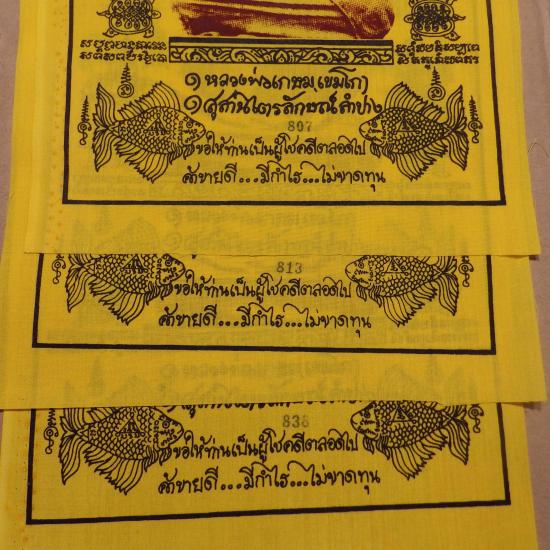 ๑ หลวงพ่อเกษม (เขมโก)
๑ สุสานไตรลักษณ์ลำปาง
807
ขอให้ท่านเป็นผู้โชคดีตลอดไป
ค้าขายดี...มีกำไร...ไม่ขาดทุน
813
ขอให้ท่านเป็นผู้โชคดีตลอดไป
ค้าขายดี...มีกำไร...ไม่ขาดทุน
838
ขอให้ท่านเป็นผู้โชคดีตลอดไป
ค้าขายดี...มีกำไร...ไม่ขาดทุน